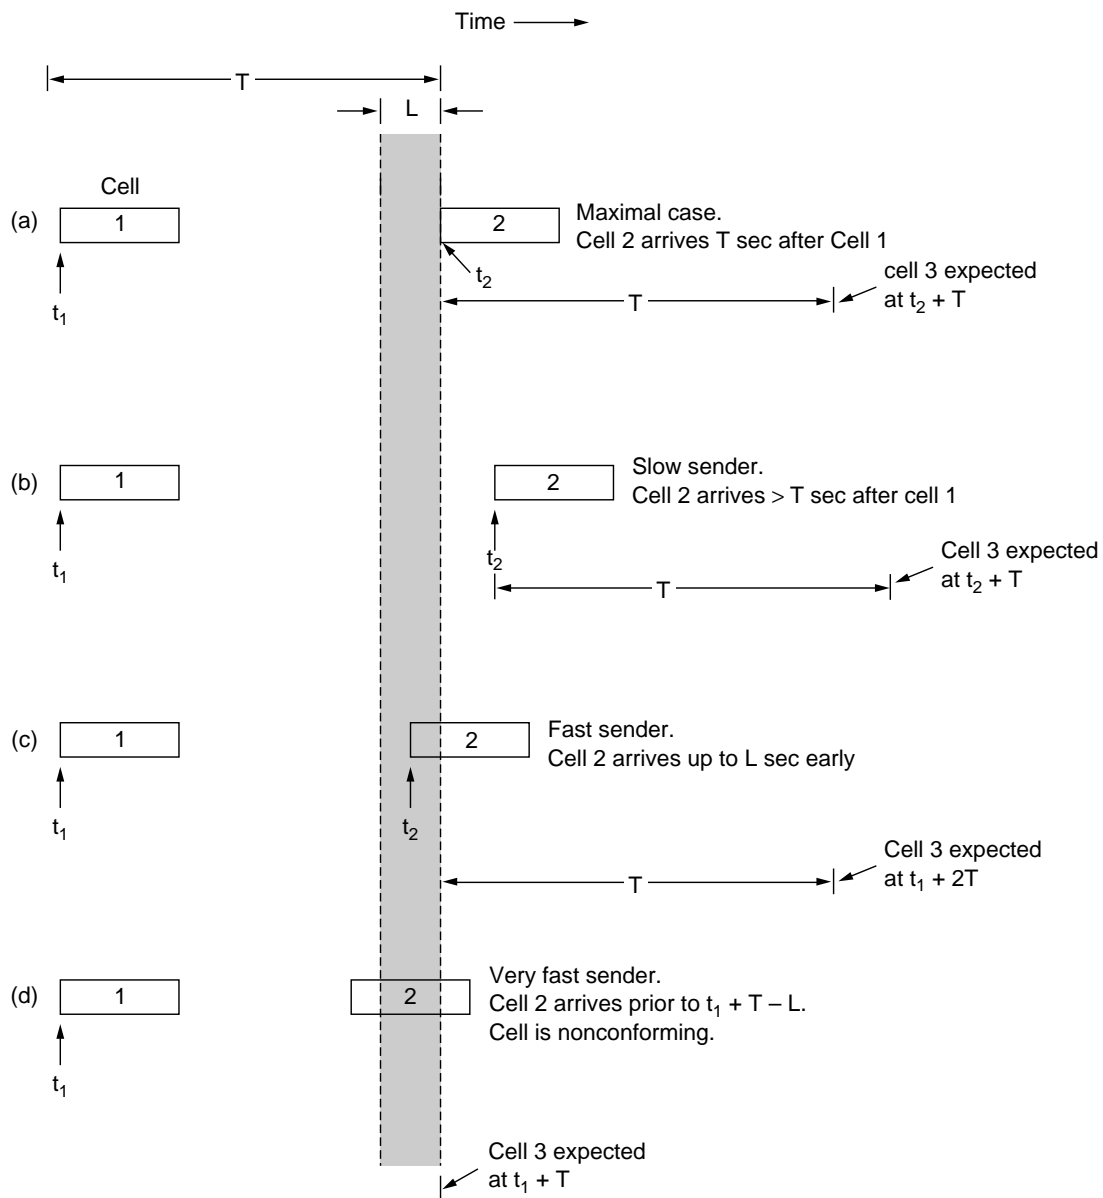 Time
T
L
Cell
(a)
1
2
Maximal case.
Cell 2 arrives T sec after Cell 1
t1
t2
T
cell 3 expected
at t2 + T
(b)
1
2
Slow sender.
Cell 2 arrives > T sec after cell 1
t1
t2
T
Cell 3 expected
at t2 + T
(c)
1
2
Fast sender.
Cell 2 arrives up to L sec early
t1
t2
T
Cell 3 expected
at t1 + 2T
(d)
1
2
Very fast sender.
Cell 2 arrives prior to t1 + T – L.
Cell is nonconforming.
t1
Cell 3 expected
at t1 + T